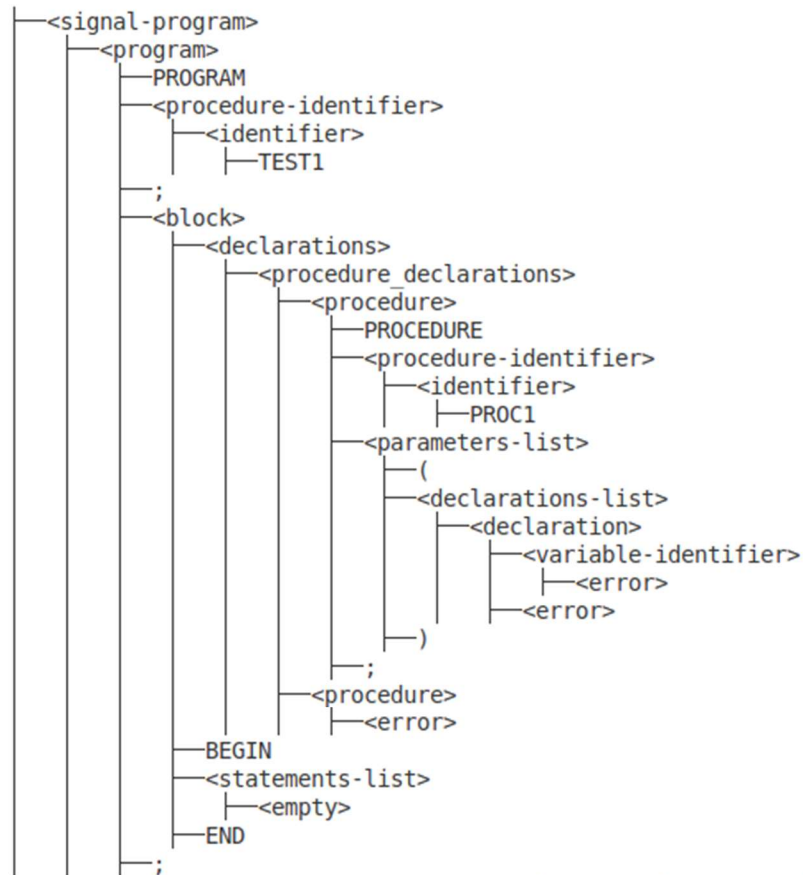 <signal-program>
<program>
PROGRAM
<procedure-identifier>
<identifier>
TEST1
;
<block>
<declarations>
<procedure_declarations>
<procedure>
PROCEDURE
<procedure-identifier>
<identifier>
PROC1
<parameters-list>
(
<declarations-list>
<declaration>
<variable-identifier>
<error>
<error>
)
;
<procedure>
<error>
BEGIN
<statements-list>
<empty>
END
;